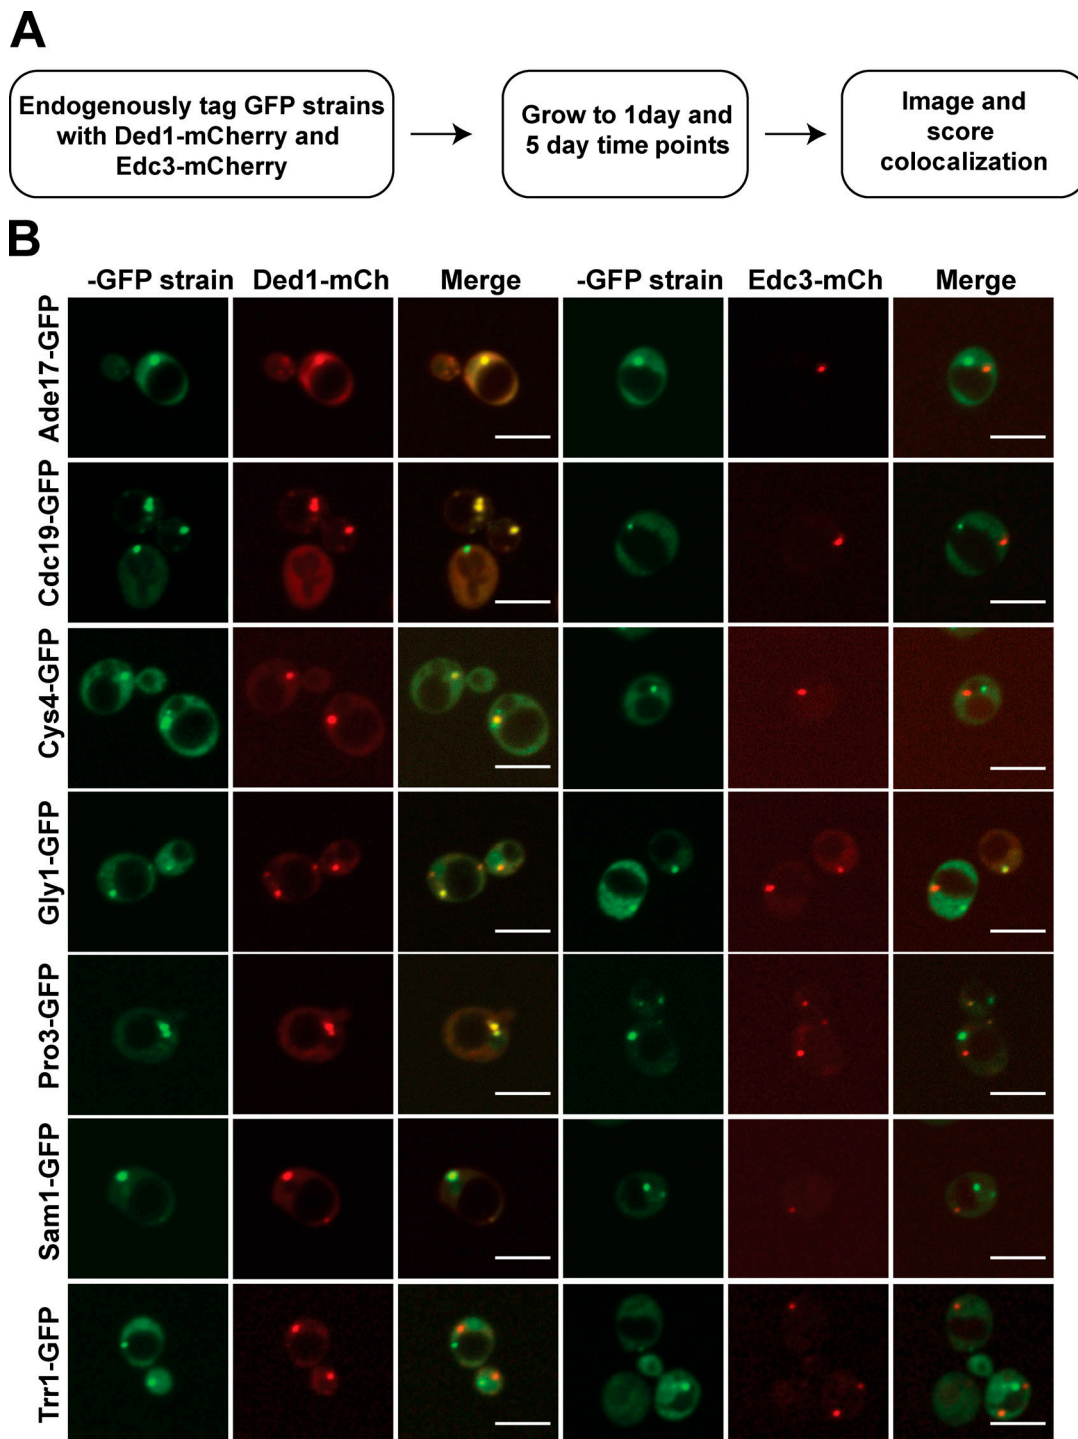 A
Endogenously tag GFP strains
with Ded1-mCherry and
Edc3-mCherry
Grow to 1day and
5 day time points
Image and
score
colocalization
B
-GFP strain Ded1-mCh Merge -GFP strain Edc3-mCh Merge
Ade17-GFP
Cdc19-GFP
Cys4-GFP
Gly1-GFP
Pro3-GFP
Sam1-GFP
Trr1-GFP